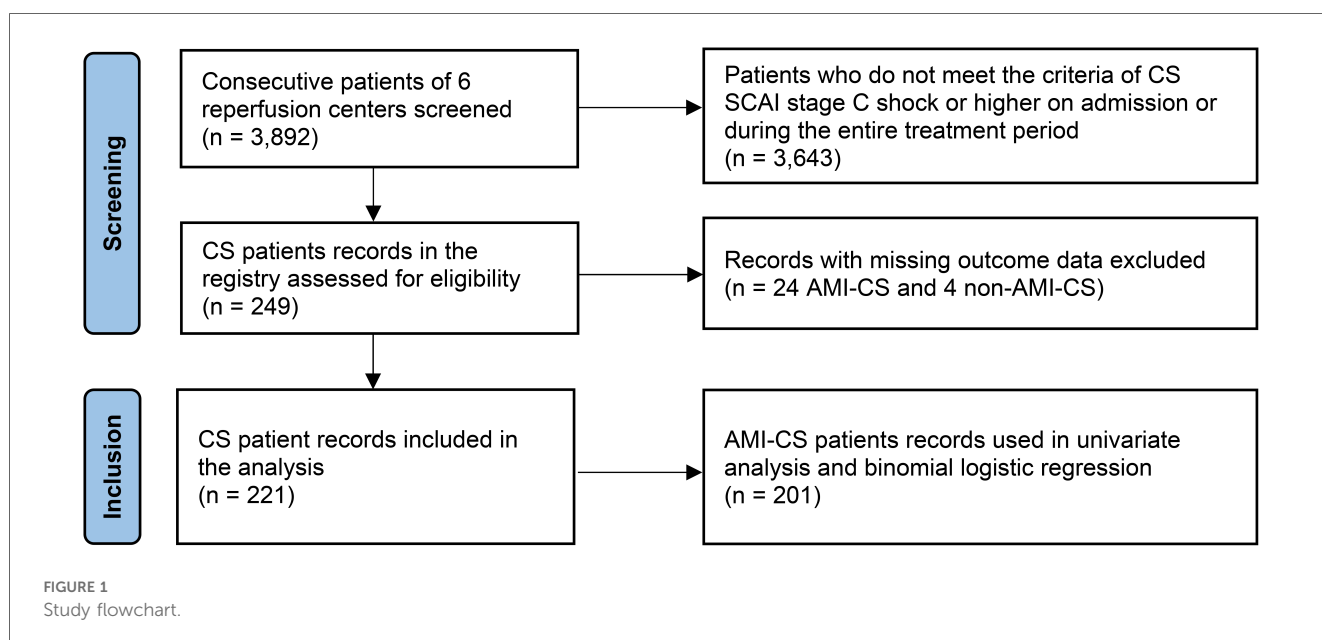 Screening
Consecutive patients of 6
reperfusion centers screened
(n = 3,892)
Patients who do not meet the criteria of CS
SCAI stage C shock or higher on admission or
during the entire treatment period
(n = 3,643)
CS patients records in the
registry assessed for eligibility
(n = 249)
Records with missing outcome data excluded
(n = 24 AMI-CS and 4 non-AMI-CS)
Inclusion
CS patient records included in
the analysis
(n = 221)
AMI-CS patients records used in univariate
analysis and binomial logistic regression
(n = 201)
FIGURE 1
Study flowchart.